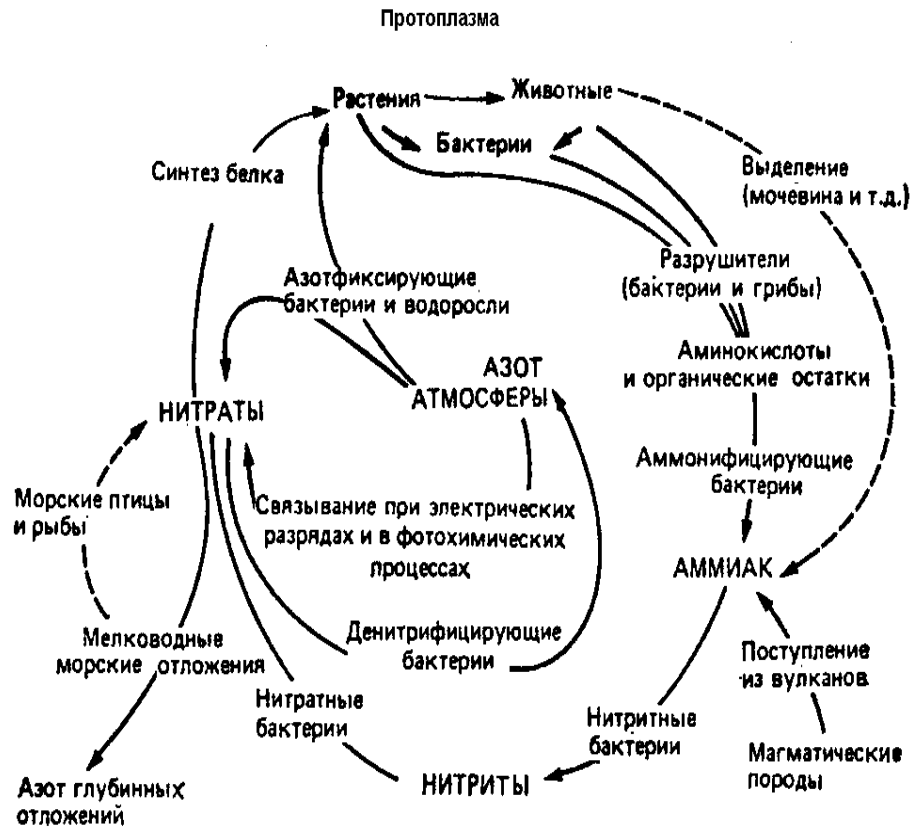 Протоплазма
Растения
Животные
Бактерии
Синтез белка
Выделение
(мочевина и т.д.)
Азотфиксирующие
бактерии и водоросли
Разрушители
(бактерии и грибы)
Аминокислоты
и органические остатки
АЗОТ
АТМОСФЕРЫ
НИТРАТЫ
Аммонифицирующие
бактерии
Морские птицы
и рыбы
Связывание при электрических
разрядах и в фотохимических
процессах
АММИАК
Мелководные
морские отложения
Денитрифицирующие
бактерии
Поступление
из вулканов
Нитратные
бактерии
Нитритные
бактерии
Магматические
породы
НИТРИТЫ
Азот глубинных
отложений